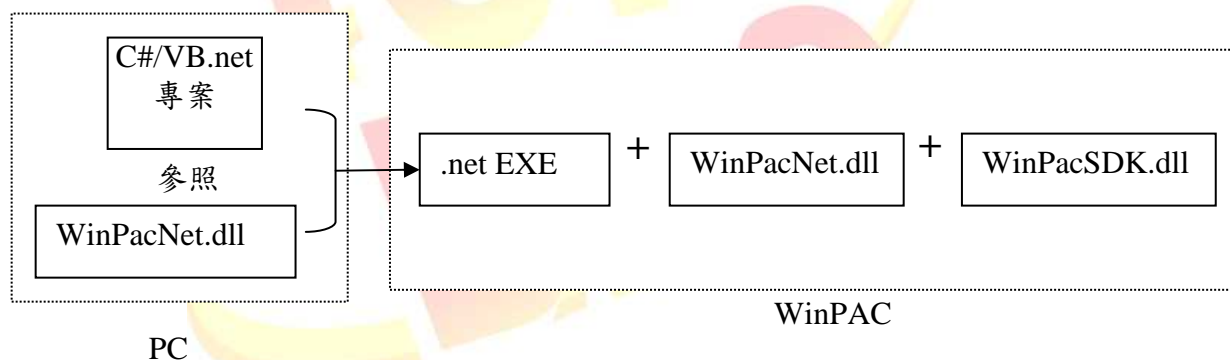 C#/VB.net
專案
參照
WinPacNet.dll
.net EXE
+
WinPacNet.dll
+
WinPacSDK.dll
PC
WinPAC